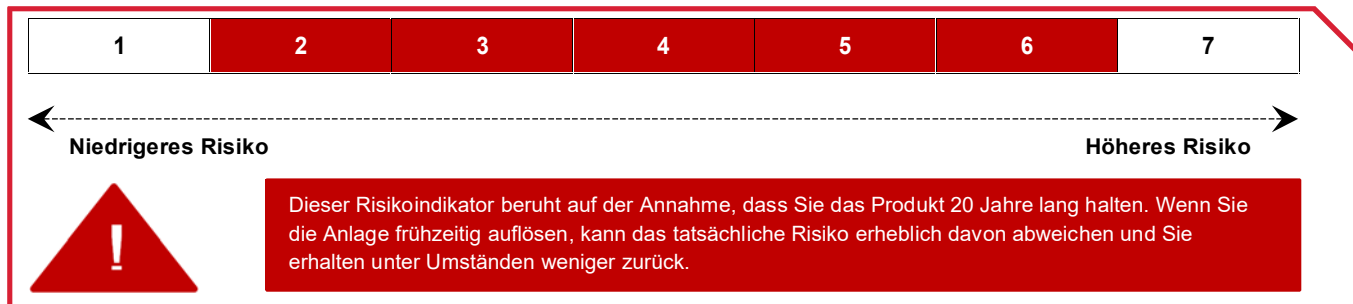 1 2 3 4 5 6 7
Niedrigeres Risiko Höheres Risiko
!
Dieser Risikoindikator beruht auf der Annahme, dass Sie das Produkt 20 Jahre lang halten. Wenn Sie
die Anlage frühzeitig auflösen, kann das tatsächliche Risiko erheblich davon abweichen und Sie
erhalten unter Umständen weniger zurück.